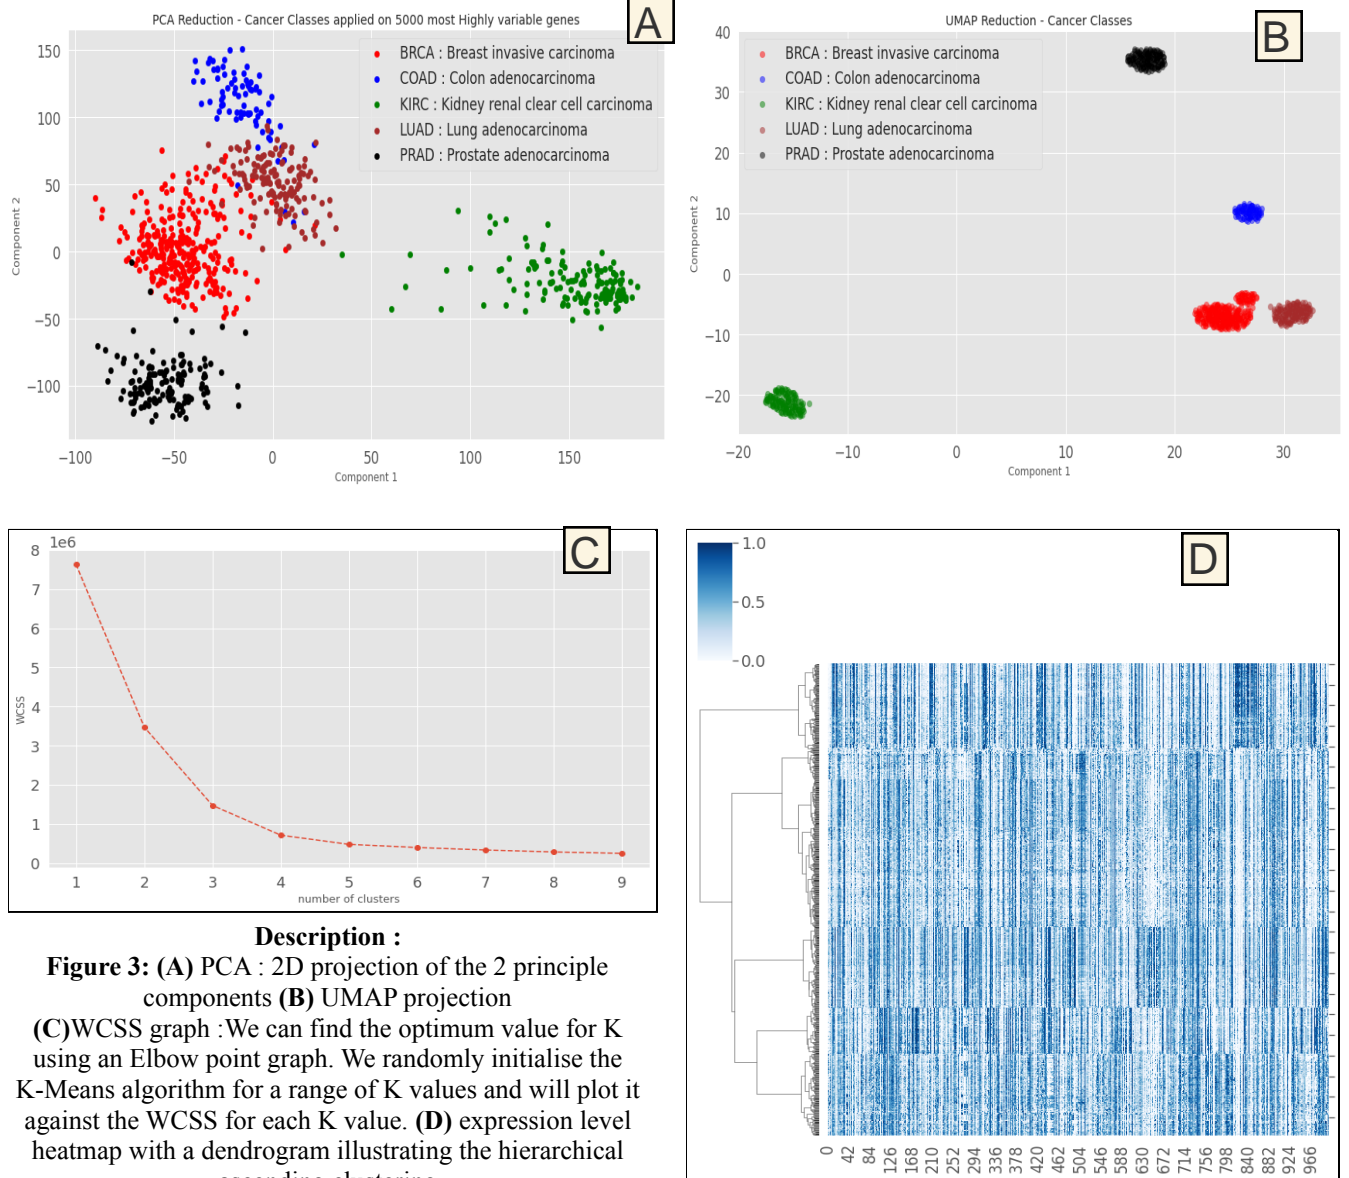 PCA Reduction - Cancer Classes applied on 5000 most Highly variable genes
A
BRCA : Breast invasive carcinoma
COAD : Colon adenocarcinoma
KIRC : Kidney renal clear cell carcinoma
LUAD : Lung adenocarcinoma
PRAD : Prostate adenocarcinoma
150
100
50
0
−50
−100
Component 2
−100 −50 0 50 100 150
Component 1
UMAP Reduction - Cancer Classes
B
BRCA : Breast invasive carcinoma
COAD : Colon adenocarcinoma
KIRC : Kidney renal clear cell carcinoma
LUAD : Lung adenocarcinoma
PRAD : Prostate adenocarcinoma
40
30
20
10
0
−10
−20
Component 2
−20 −10 0 10 20 30
Component 1
C
1e6
8
7
6
5
4
3
2
1
0
WCSS
1 2 3 4 5 6 7 8 9
number of clusters
D
1.0
0.5
0.0
0 42 84 126 168 210 252 294 336 378 420 462 504 546 588 630 672 714 756 798 840 882 924 966
Description :
Figure 3: (A) PCA : 2D projection of the 2 principle
components (B) UMAP projection
(C)WCSS graph :We can find the optimum value for K
using an Elbow point graph. We randomly initialise the
K-Means algorithm for a range of K values and will plot it
against the WCSS for each K value. (D) expression level
heatmap with a dendrogram illustrating the hierarchical